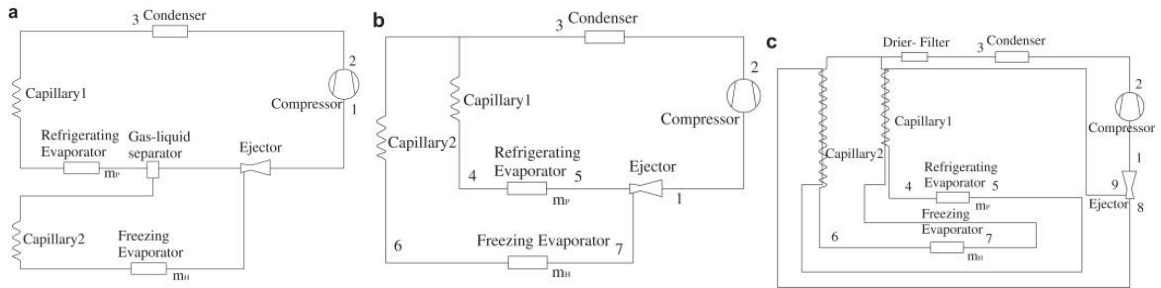 a
3 Condenser
2
Capillary1
Compressor
1
Refrigerating
Evaporator
Gas-liquid
separator
Ejector
mP
Capillary2
Freezing
Evaporator
mH
b
3 Condenser
2
Capillary1
Compressor
Capillary2
Refrigerating
4 Evaporator 5
Ejector
1
mP
6
Freezing Evaporator 7
mH
c
Drier- Filter
3 Condenser
2
Capillary1
Compressor
Capillary2
1
Refrigerating
4 Evaporator 5
9
mP
Ejector
8
Freezing
Evaporator
6
7
mH